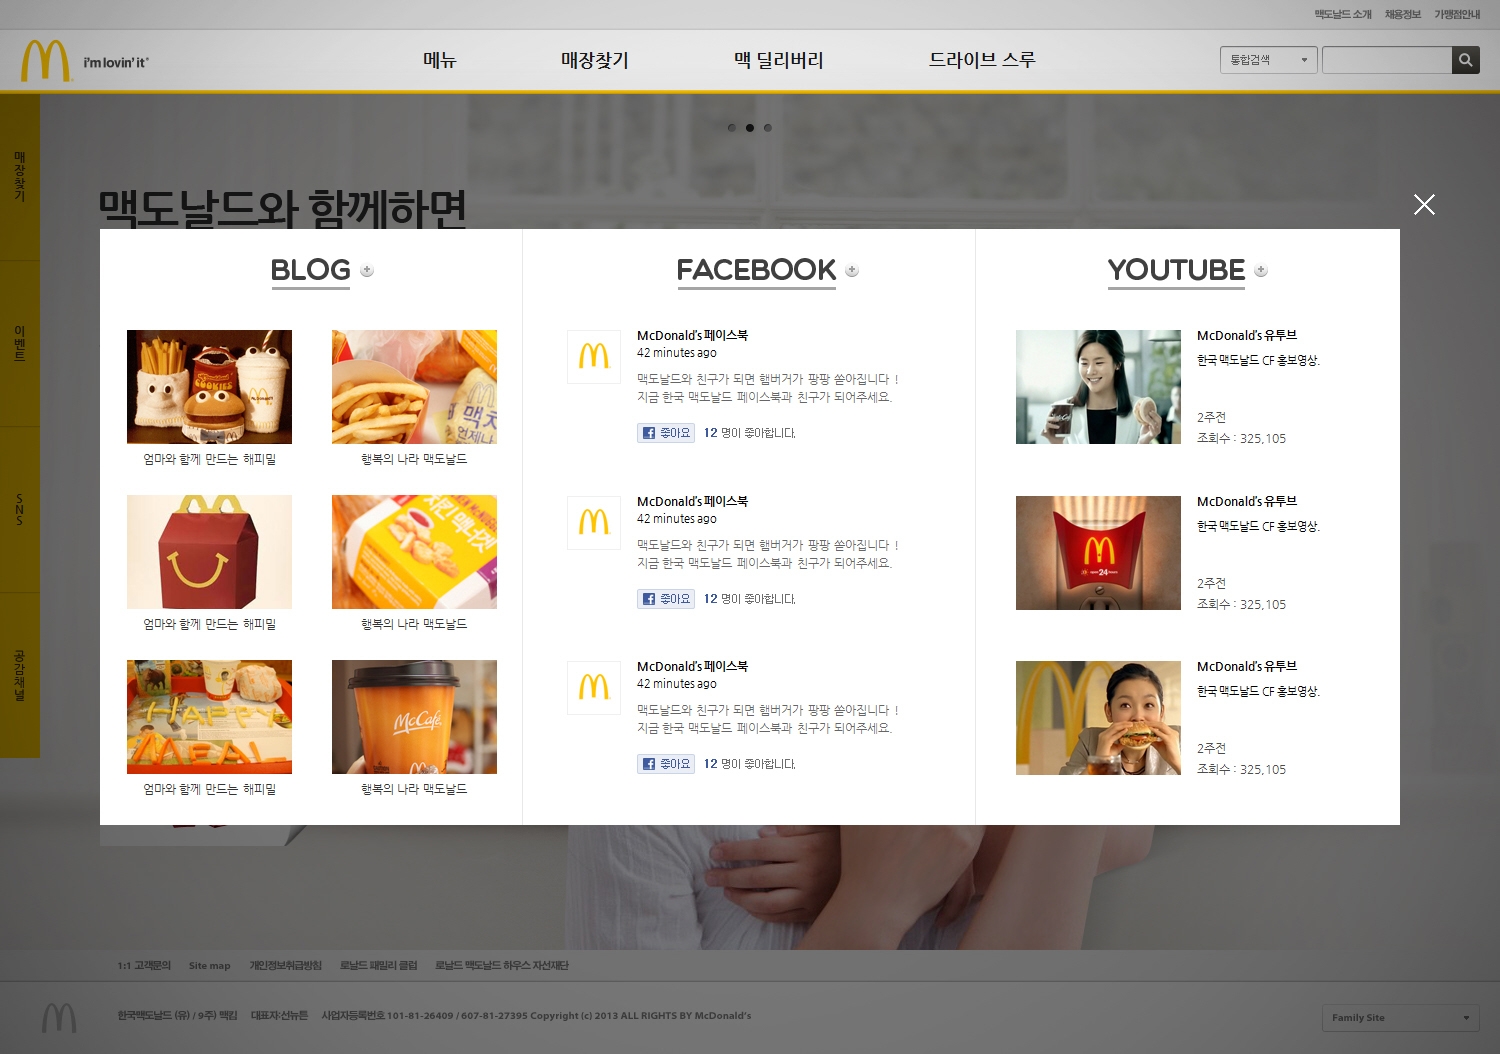 맥도날드 소개 채용정보 가맹점안내
i'm lovin' it
메뉴 매장찾기 맥 딜리버리 드라이브 스루
통합검색
매장찾기
이벤트
SNS
공감채널
맥도날드와 함께하면
BLOG
COOKIES
McDonald's
엄마와 함께 만드는 해피밀
행복의 나라 맥도날드
엄마와 함께 만드는 해피밀
치킨 맥너겟
행복의 나라 맥도날드
HAPPY
MEAL
엄마와 함께 만드는 해피밀
McCafé
행복의 나라 맥도날드
FACEBOOK
McDonald's 페이스북
42 minutes ago
맥도날드와 친구가 되면 햄버거가 팡팡 쏟아집니다 !
지금 한국 맥도날드 페이스북과 친구가 되어주세요.
좋아요 12 명이 좋아합니다.
McDonald's 페이스북
42 minutes ago
맥도날드와 친구가 되면 햄버거가 팡팡 쏟아집니다 !
지금 한국 맥도날드 페이스북과 친구가 되어주세요.
좋아요 12 명이 좋아합니다.
McDonald's 페이스북
42 minutes ago
맥도날드와 친구가 되면 햄버거가 팡팡 쏟아집니다 !
지금 한국 맥도날드 페이스북과 친구가 되어주세요.
좋아요 12 명이 좋아합니다.
YOUTUBE
McDonald's 유투브
한국 맥도날드 CF 홍보영상.
2주전
조회수 : 325,105
McDonald's 유투브
한국 맥도날드 CF 홍보영상.
24
2주전
조회수 : 325,105
McDonald's 유투브
한국 맥도날드 CF 홍보영상.
2주전
조회수 : 325,105
1:1 고객문의 Site map 개인정보취급방침 로날드 패밀리 클럽 로날드 맥도날드 하우스 자선재단
한국맥도날드 (유) / 9주) 맥킴 대표자:션뉴튼 사업자등록번호 101-81-26409 / 607-81-27395 Copyright (c) 2013 ALL RIGHTS BY McDonald's
Family Site